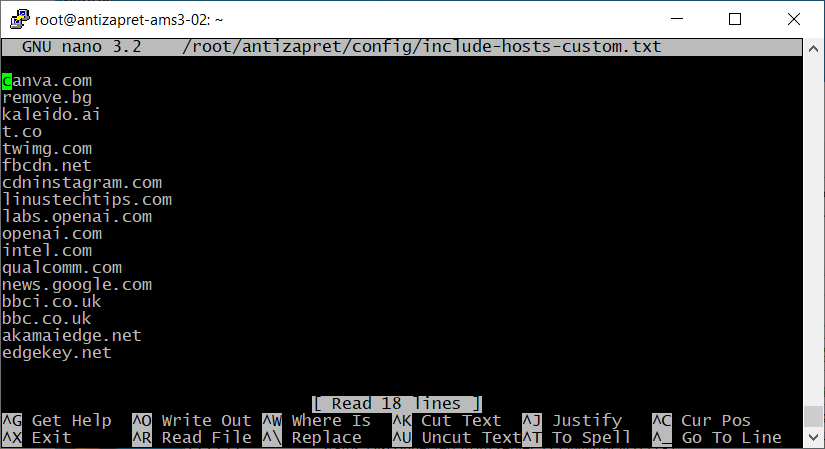 root@antizapret-ams3-02: ~
GNU nano 3.2 /root/antizapret/config/include-hosts-custom.txt
canva.com
remove.bg
kaleido.ai
t.co
twimg.com
fbcdn.net
cdninstagram.com
linustechtips.com
labs.openai.com
openai.com
intel.com
qualcomm.com
news.google.com
bbci.co.uk
bbc.co.uk
akamaiedge.net
edgekey.net
[ Read 18 lines ]
^G Get Help ^O Write Out ^W Where Is ^K Cut Text ^J Justify ^C Cur Pos
^X Exit ^R Read File ^\ Replace ^U Uncut Text^T To Spell ^_ Go To Line